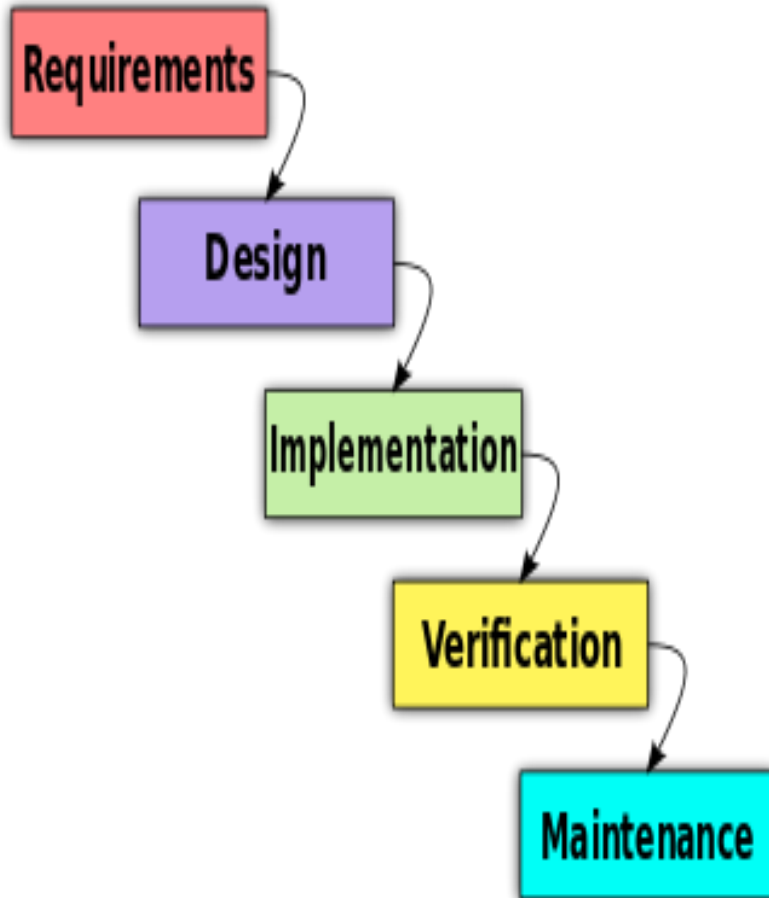 Requirements
Design
Implementation
Verification
Maintenance